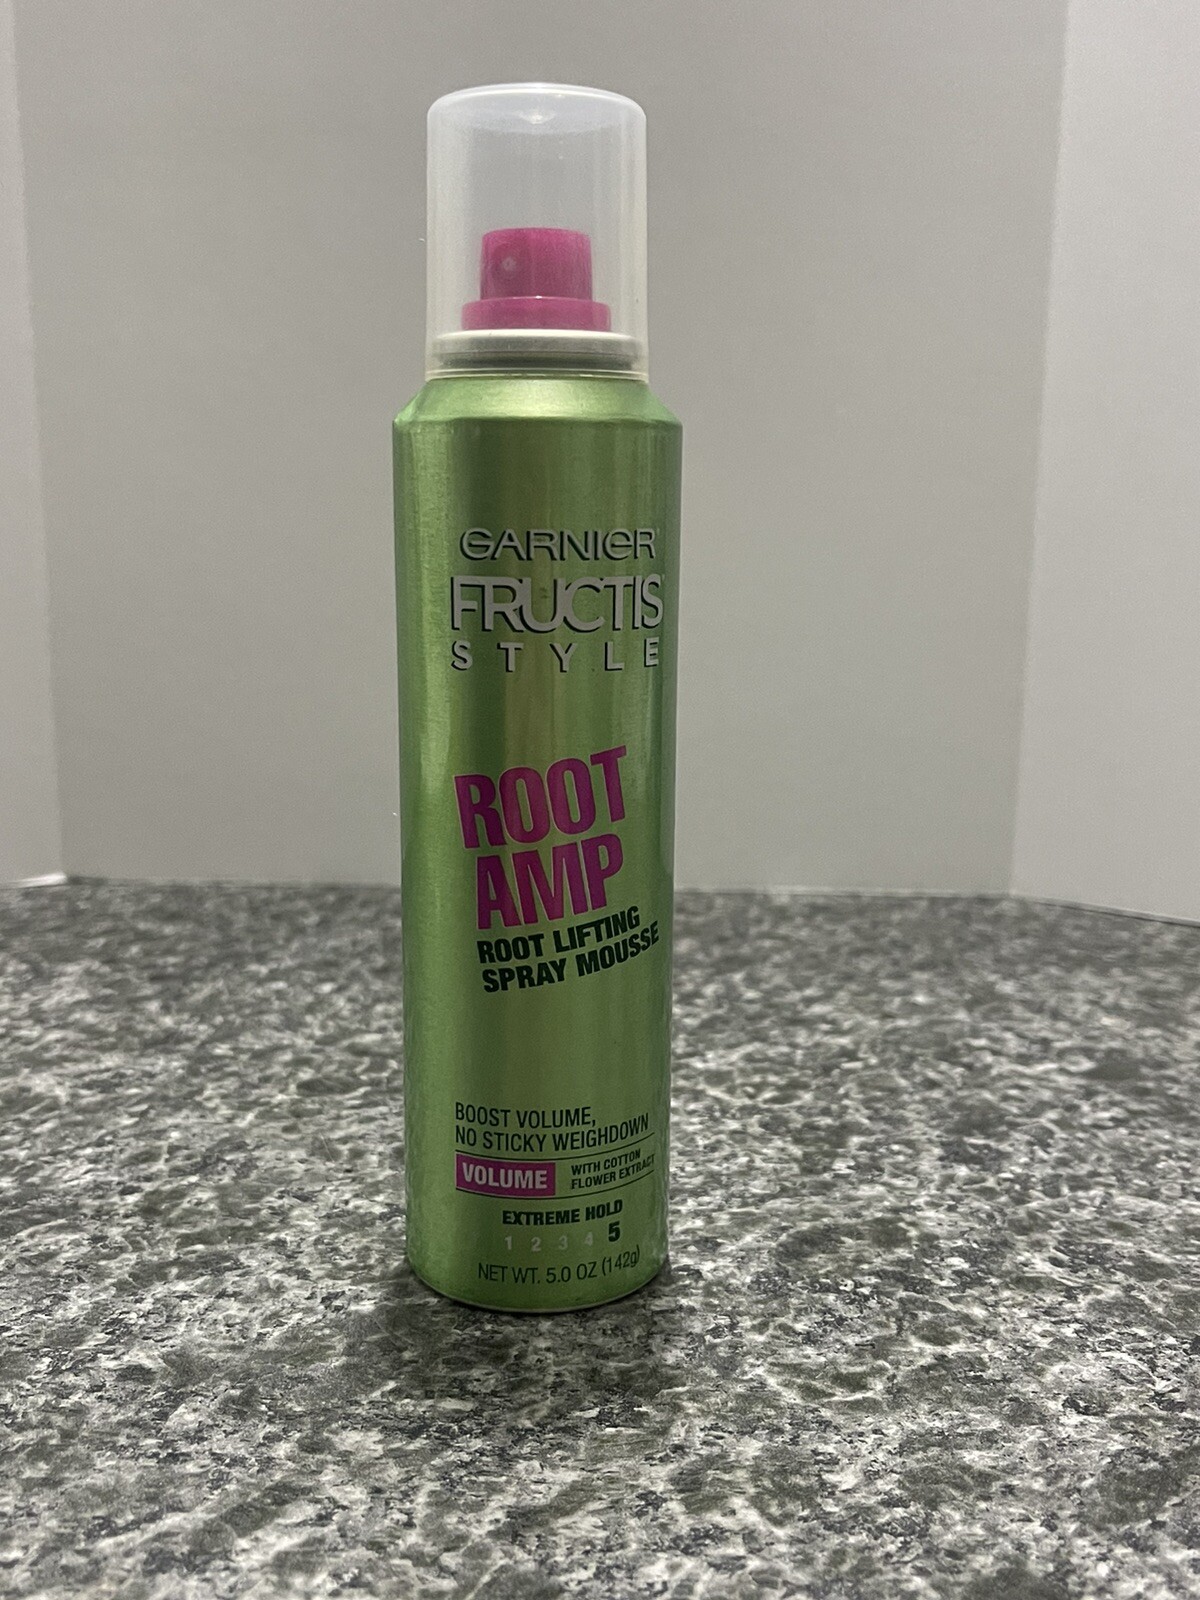 GARNIER
FRUCTIS
STYLE
ROOT
AMP
ROOT LIFTING
SPRAY MOUSSE
BOOST VOLUME,
NO STICKY WEIGHDOWN
VOLUME
WITH COTTON
FLOWER EXTRACT
EXTREME HOLD
1 2 3 4 5
NET WT. 5.0 OZ (142g)